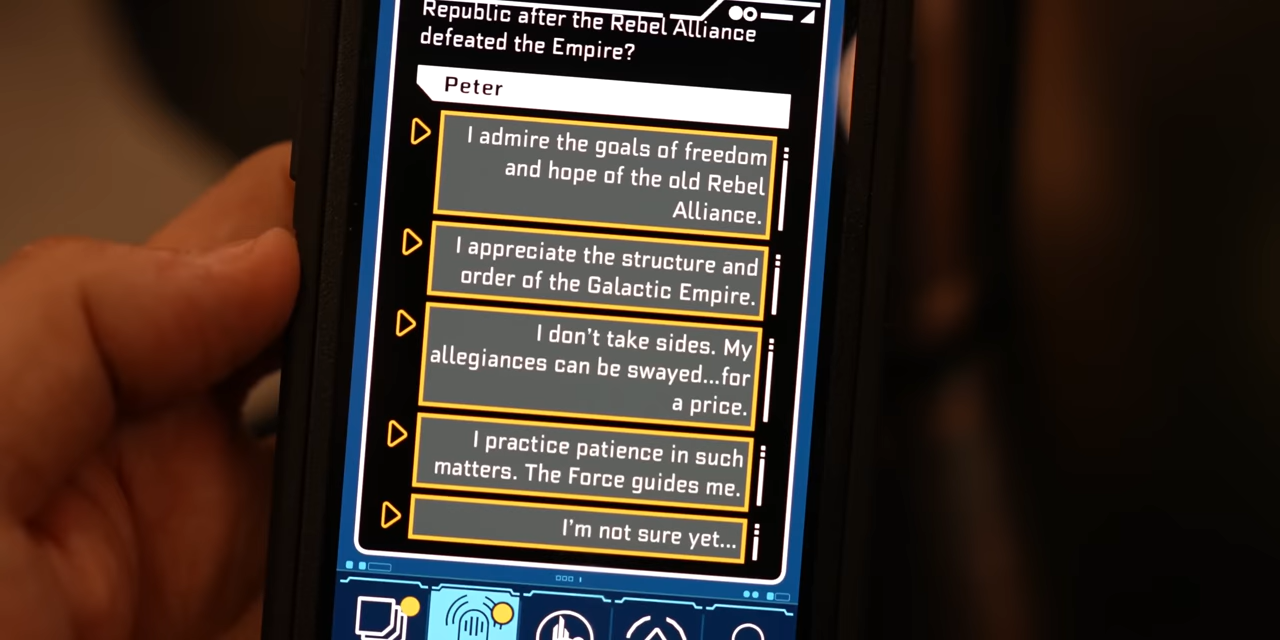 Republic after the Rebel Alliance
defeated the Empire?
Peter
I admire the goals of freedom
and hope of the old Rebel
Alliance.
I appreciate the structure and
order of the Galactic Empire.
I don't take sides. My
allegiances can be swayed...for
a price.
I practice patience in such
matters. The Force guides me.
I'm not sure yet...